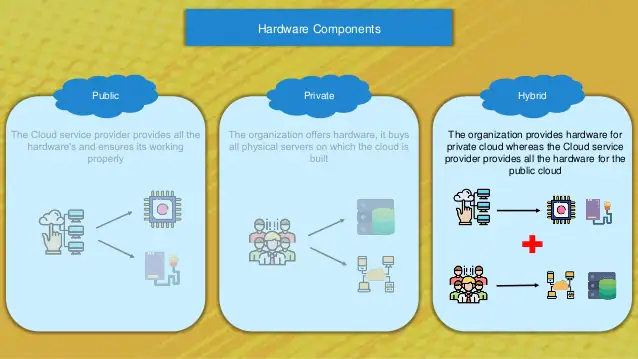 Hardware Components
Public
The Cloud service provider provides all the
hardware's and ensures its working
properly
Private
The organization offers hardware, it buys
all physical servers on which the cloud is
built
Hybrid
The organization provides hardware for
private cloud whereas the Cloud service
provider provides all the hardware for the
public cloud